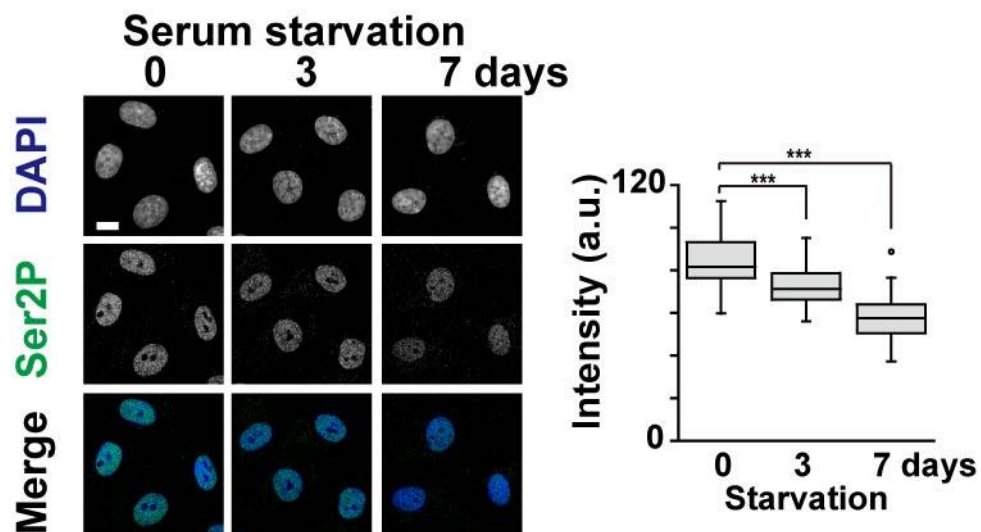 Serum starvation
0 3 7 days
DAPI
Ser2P
Merge
Intensity (a.u.)
120
0
***
***
0 3 7 days
Starvation